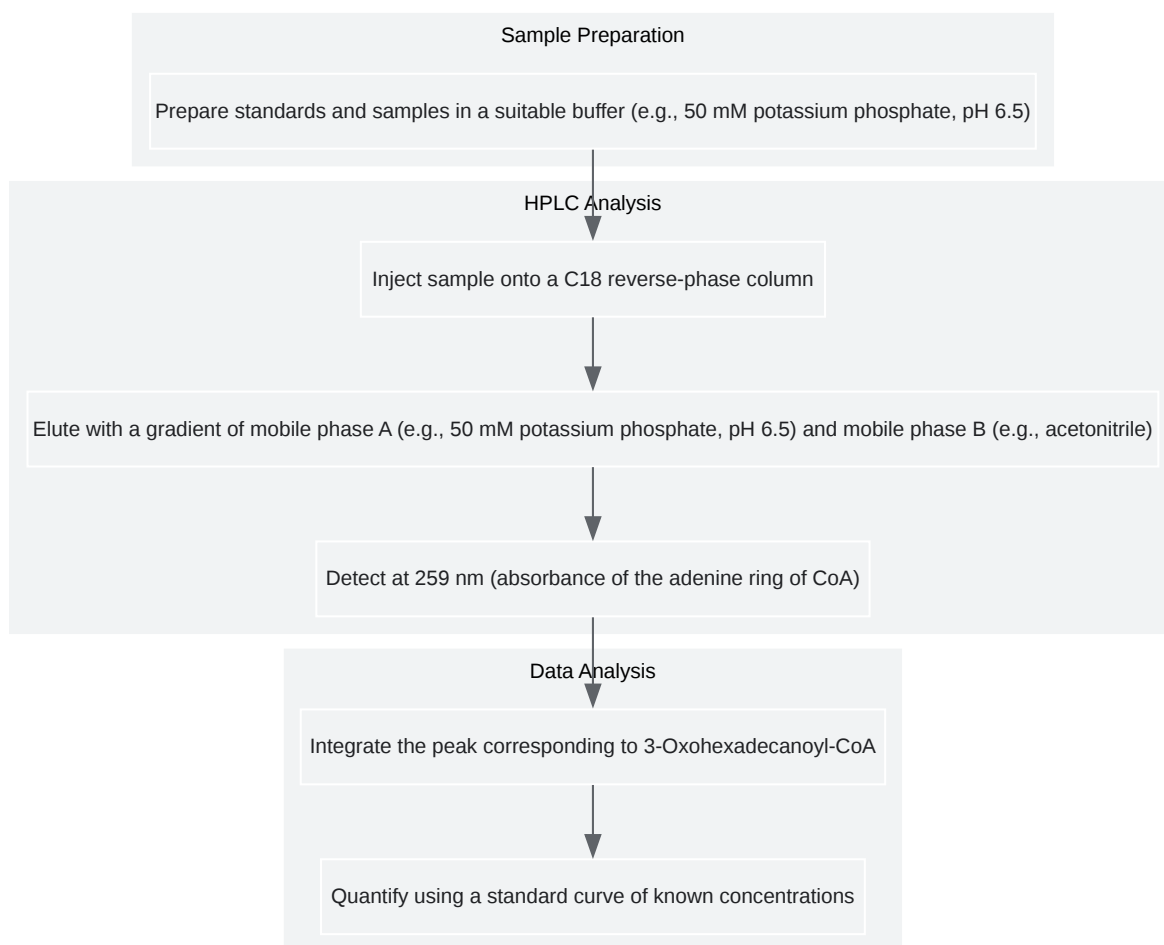 Sample Preparation
Prepare standards and samples in a suitable buffer (e.g., 50 mM potassium phosphate, pH 6.5)
HPLC Analysis
Inject sample onto a C18 reverse-phase column
Elute with a gradient of mobile phase A (e.g., 50 mM potassium phosphate, pH 6.5) and mobile phase B (e.g., acetonitrile)
Detect at 259 nm (absorbance of the adenine ring of CoA)
Data Analysis
Integrate the peak corresponding to 3-Oxohexadecanoyl-CoA
Quantify using a standard curve of known concentrations